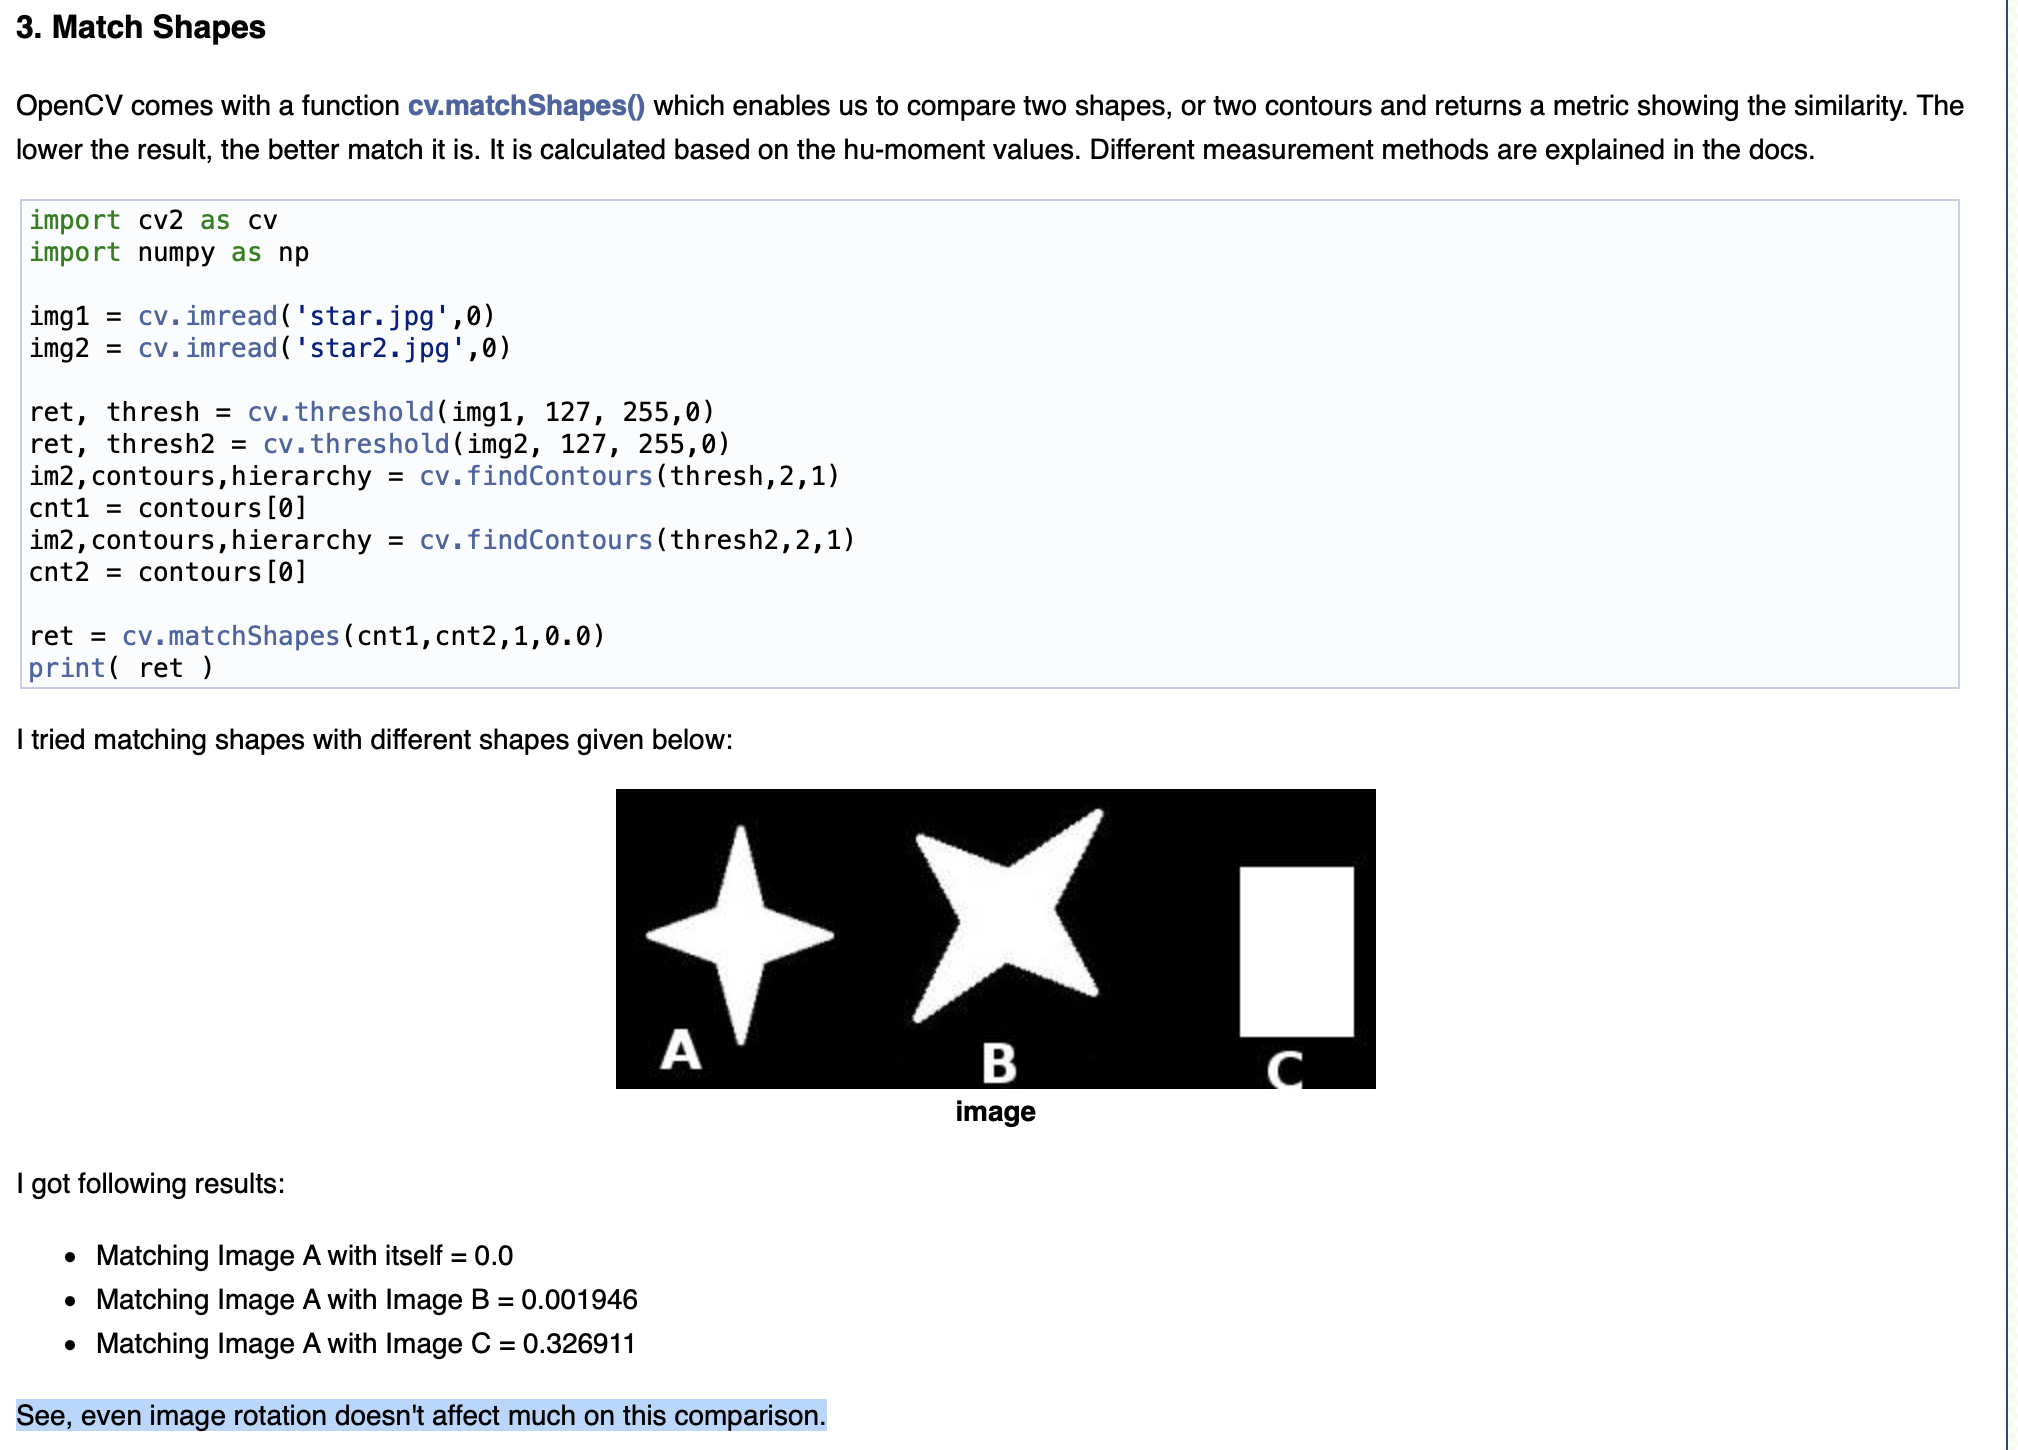 3. Match Shapes
OpenCV comes with a function cv.matchShapes() which enables us to compare two shapes, or two contours and returns a metric showing the similarity. The
lower the result, the better match it is. It is calculated based on the hu-moment values. Different measurement methods are explained in the docs.
import cv2 as cv
import numpy as np
img1 = cv.imread('star.jpg',0)
img2 = cv.imread('star2.jpg',0)
ret, thresh = cv.threshold(img1, 127, 255,0)
ret, thresh2 = cv.threshold(img2, 127, 255,0)
im2,contours,hierarchy = cv.findContours(thresh,2,1)
cnt1 = contours[0]
im2,contours,hierarchy = cv.findContours(thresh2,2,1)
cnt2 = contours[0]
ret = cv.matchShapes(cnt1,cnt2,1,0.0)
print( ret )
I tried matching shapes with different shapes given below:
A B C
image
I got following results:
• Matching Image A with itself = 0.0
• Matching Image A with Image B = 0.001946
• Matching Image A with Image C = 0.326911
See, even image rotation doesn't affect much on this comparison.